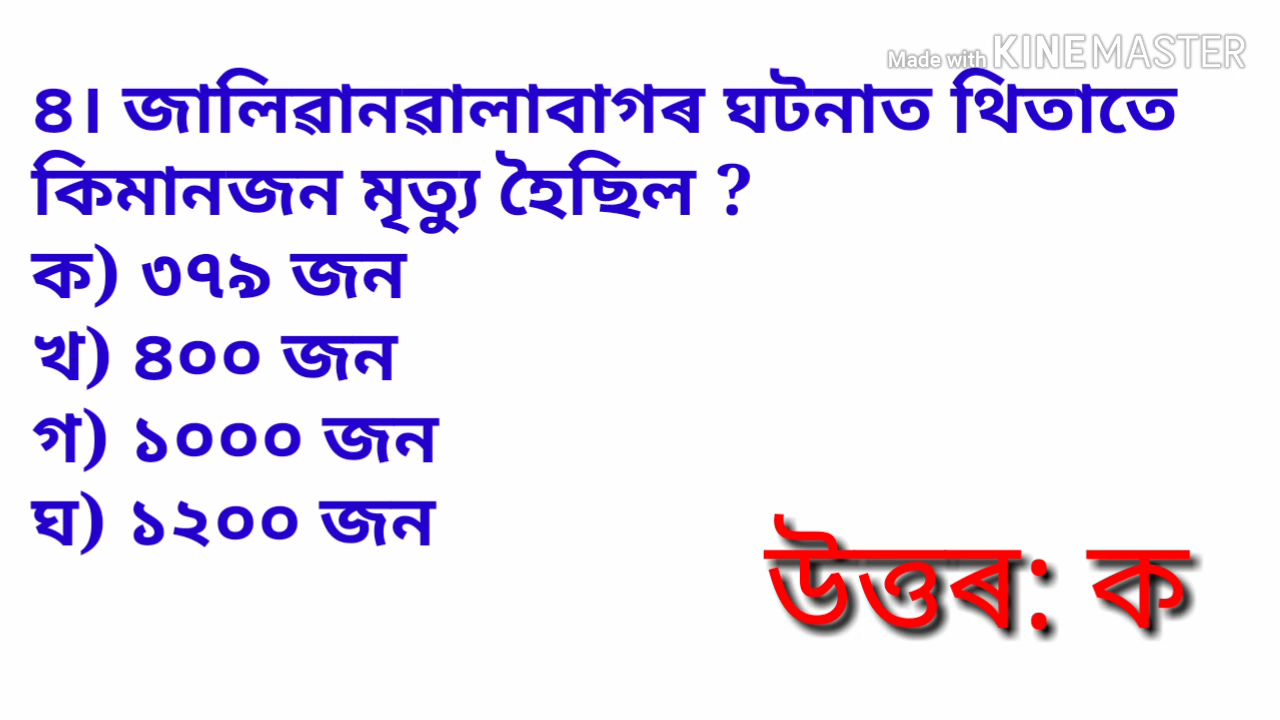 Made with KINEMASTER
৪। জালিৱানৱালাবাগৰ ঘটনাত থিতাতে
কিমানজন মৃত্যু হৈছিল ?
ক) ৩৭৯ জন
খ) ৪০০ জন
গ) ১০০০ জন
ঘ) ১২০০ জন
উত্তৰ: ক